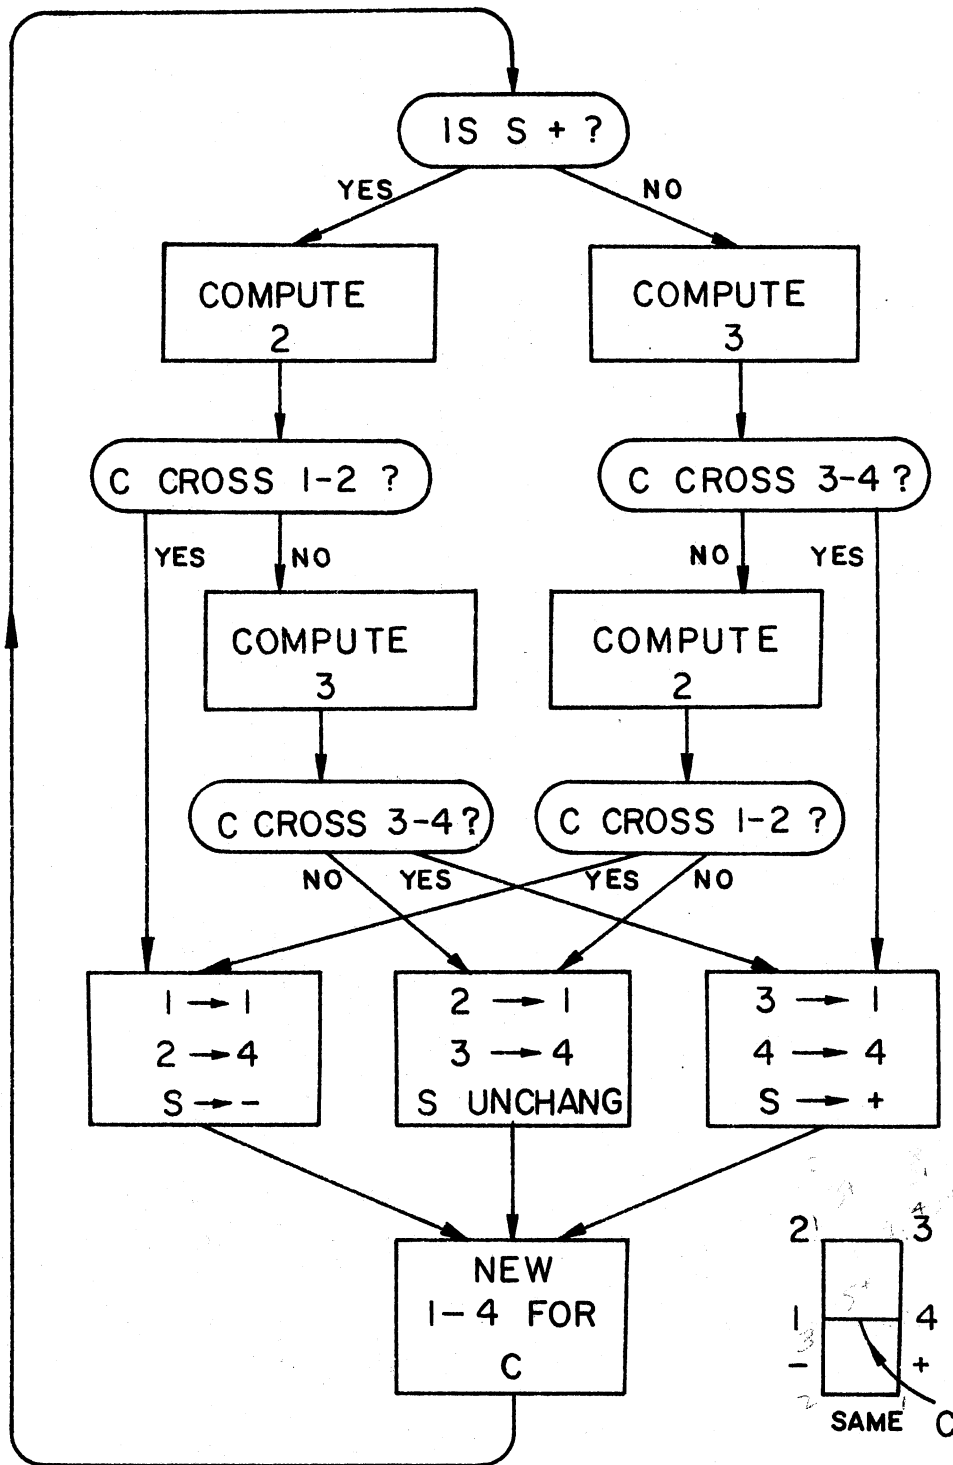 IS S + ?
YES
NO
COMPUTE
2
COMPUTE
3
C CROSS 1-2 ?
C CROSS 3-4 ?
YES
NO
NO
YES
COMPUTE
3
COMPUTE
2
C CROSS 3-4 ?
C CROSS 1-2 ?
NO
YES
YES
NO
1 → 1
2 → 4
S → -
2 → 1
3 → 4
S UNCHANG
3 → 1
4 → 4
S → +
NEW
1-4 FOR
C
2
3
1
4
-
+
SAME
C